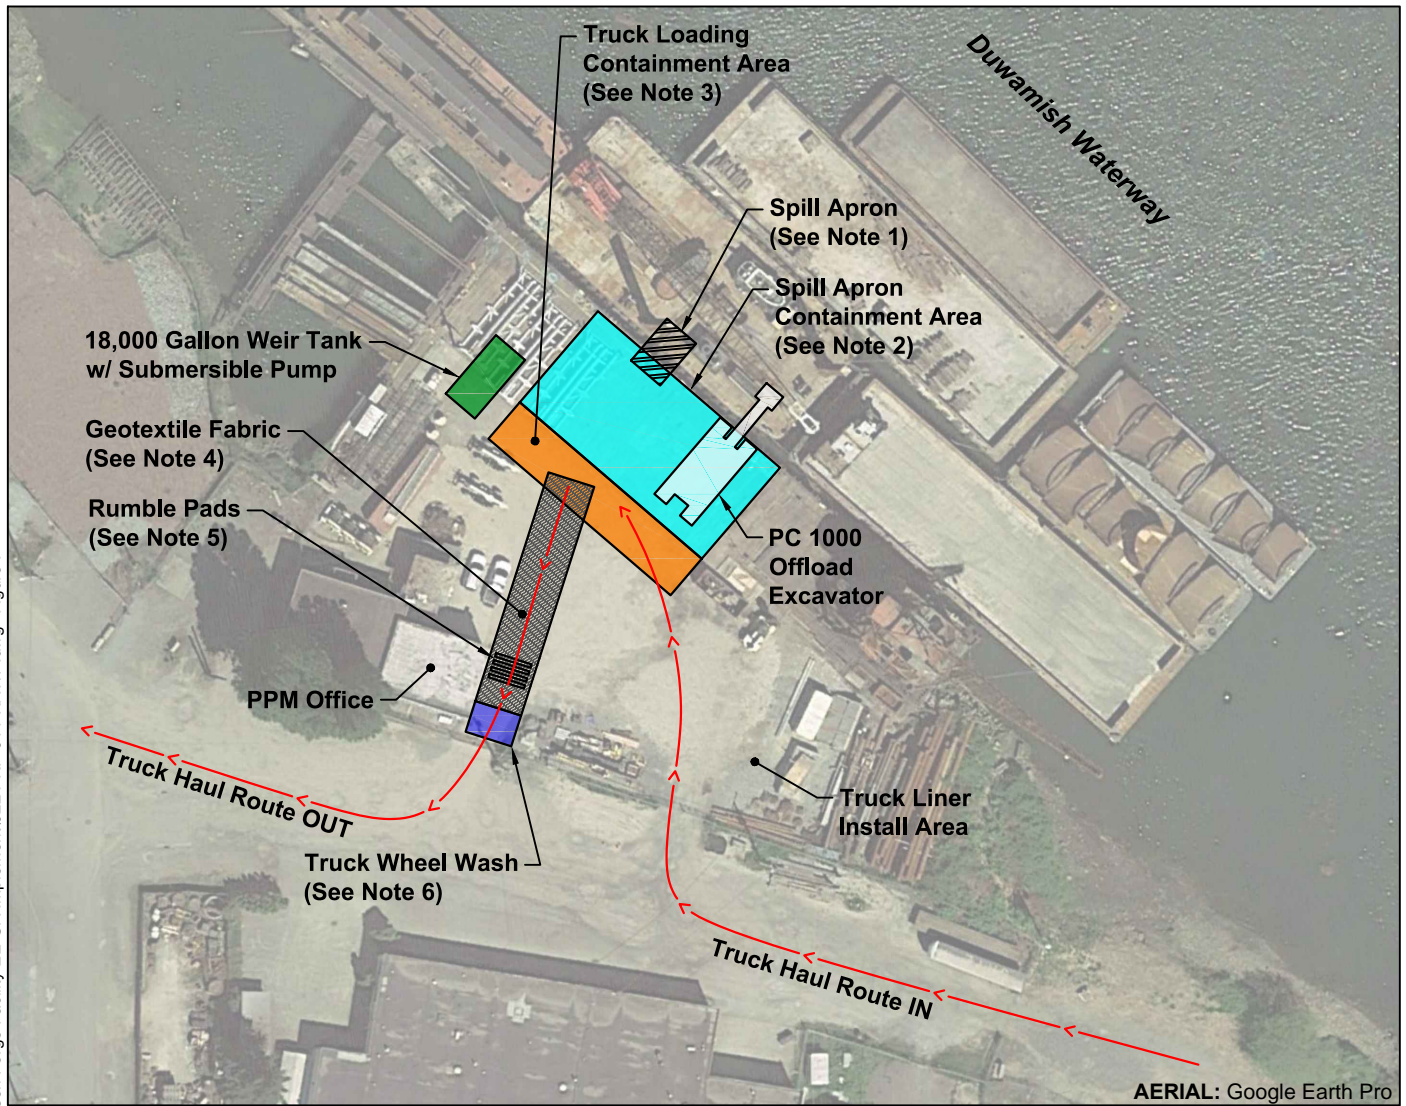 Truck Loading
Containment Area
(See Note 3)
Duwamish Waterway
Spill Apron
(See Note 1)
Spill Apron
Containment Area
(See Note 2)
18,000 Gallon Weir Tank
w/ Submersible Pump
Geotextile Fabric
(See Note 4)
Rumble Pads
(See Note 5)
PC 1000
Offload
Excavator
PPM Office
Truck Haul Route OUT
Truck Liner
Install Area
Truck Wheel Wash
(See Note 6)
Truck Haul Route IN
AERIAL: Google Earth Pro